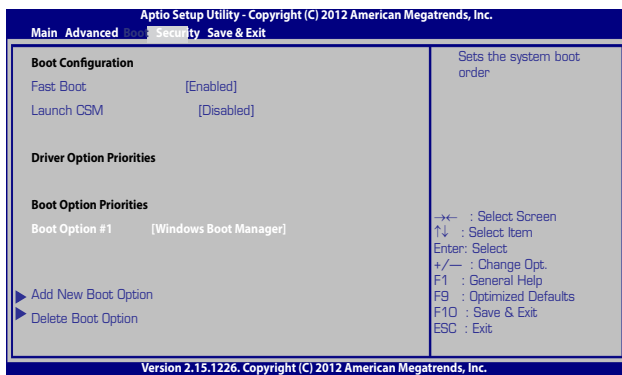 Aptio Setup Utility - Copyright (C) 2012 American Megatrends, Inc.
Main Advanced Boot Security Save & Exit
Boot Configuration
Fast Boot [Enabled]
Launch CSM [Disabled]
Driver Option Priorities
Boot Option Priorities
Boot Option #1 [Windows Boot Manager]
Add New Boot Option
Delete Boot Option
Sets the system boot
order
→← : Select Screen
↑↓ : Select Item
Enter: Select
+/— : Change Opt.
F1 : General Help
F9 : Optimized Defaults
F10 : Save & Exit
ESC : Exit
Version 2.15.1226. Copyright (C) 2012 American Megatrends, Inc.